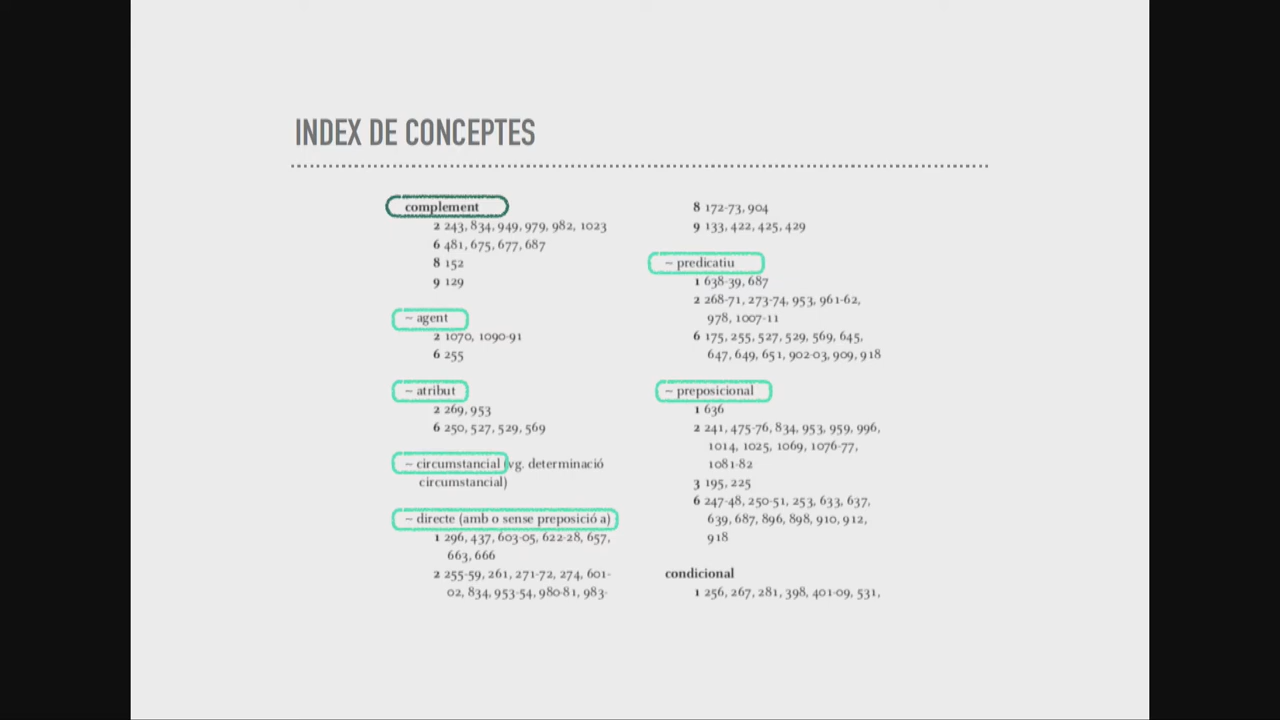 INDEX DE CONCEPTES
complement
2 243, 834, 949, 979, 982, 1023
6 481, 675, 677, 687
8 152
9 129
~ agent
2 1070, 1090-91
6 255
~ atribut
2 269, 953
6 250, 527, 529, 569
~ circumstancial (vg. determinació
circumstancial)
~ directe (amb o sense preposició a)
1 296, 437, 603-05, 622-28, 657,
663, 666
2 255-59, 261, 271-72, 274, 601-
02, 834, 953-54, 980-81, 983-
8 172-73, 904
9 133, 422, 425, 429
~ predicatiu
1 638-39, 687
2 268-71, 273-74, 953, 961-62,
978, 1007-11
6 175, 255, 527, 529, 569, 645,
647, 649, 651, 902-03, 909, 918
~ preposicional
1 636
2 241, 475-76, 834, 953, 959, 996,
1014, 1025, 1069, 1076-77,
1081-82
3 195, 225
6 247-48, 250-51, 253, 633, 637,
639, 687, 896, 898, 910, 912,
918
condicional
1 256, 267, 281, 398, 401-09, 531,